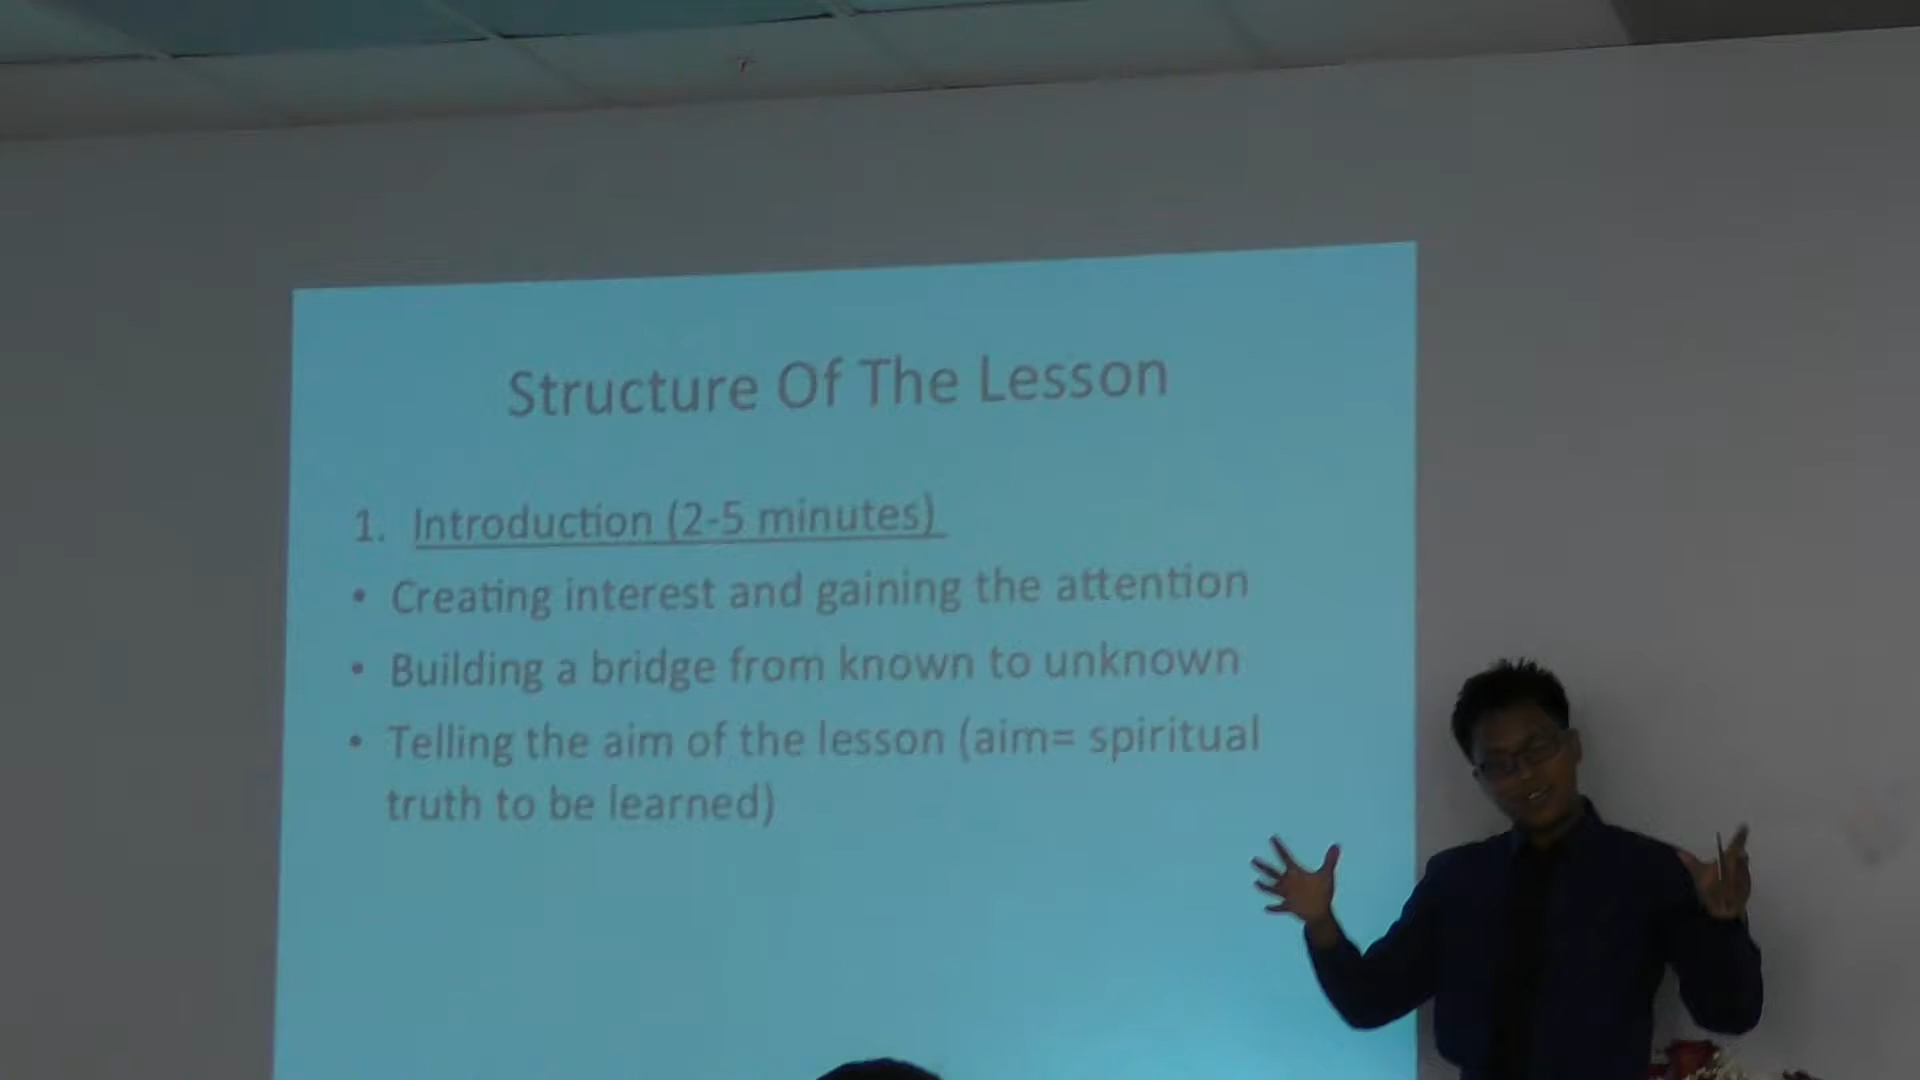 Structure Of The Lesson
1. Introduction (2-5 minutes)
• Creating interest and gaining the attention
• Building a bridge from known to unknown
• Telling the aim of the lesson (aim= spiritual
truth to be learned)